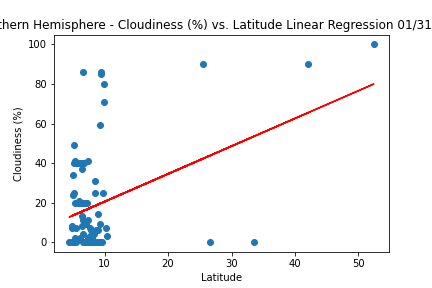 thern Hemisphere - Cloudiness (%) vs. Latitude Linear Regression 01/31
100
80
60
40
20
0
Cloudiness (%)
10 20 30 40 50
Latitude